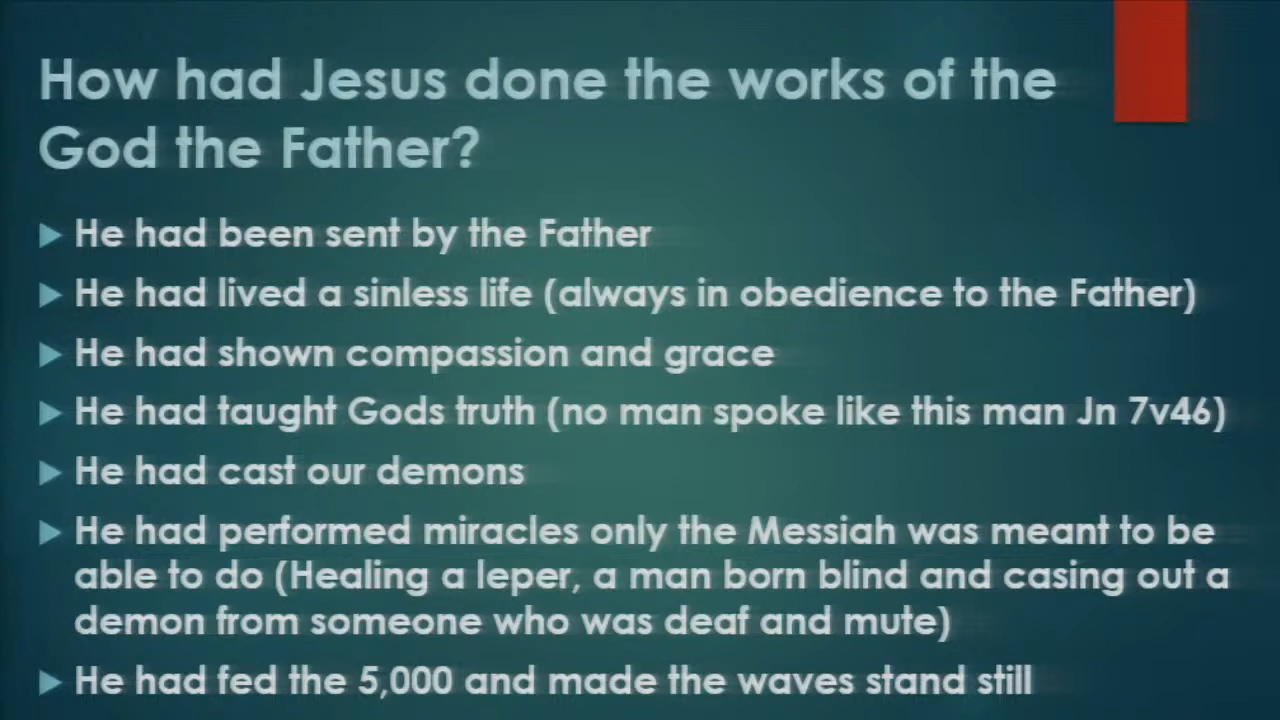 How had Jesus done the works of the
God the Father?
He had been sent by the Father
He had lived a sinless life (always in obedience to the Father)
He had shown compassion and grace
He had taught Gods truth (no man spoke like this man Jn 7v46)
He had cast our demons
He had performed miracles only the Messiah was meant to be
able to do (Healing a leper, a man born blind and casing out a
demon from someone who was deaf and mute)
He had fed the 5,000 and made the waves stand still